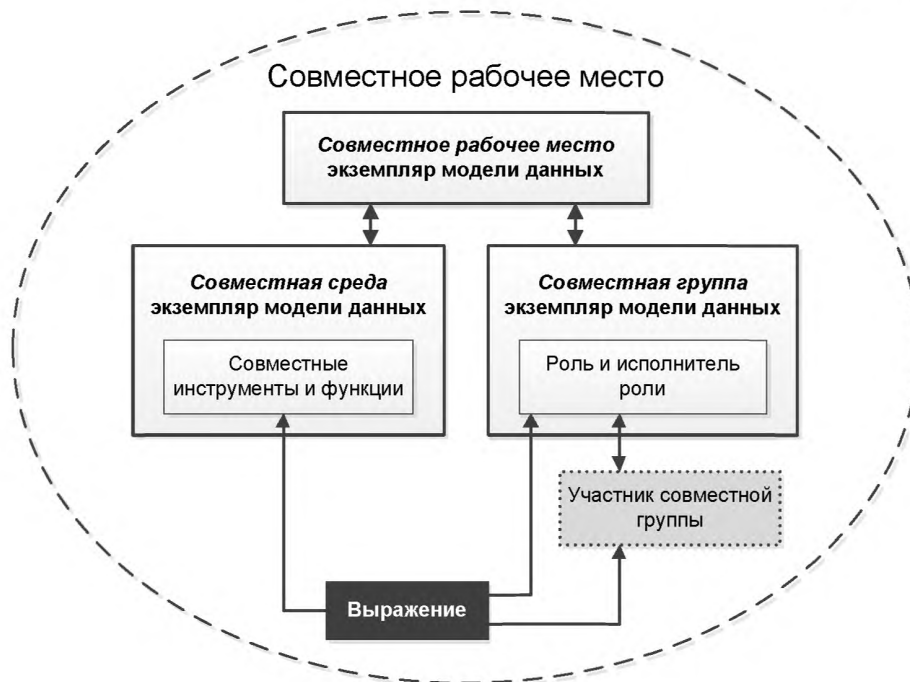 Совместное рабочее место
Совместное рабочее место
экземпляр модели данных
Совместная среда
экземпляр модели данных
Совместные
инструменты и функции
Совместная группа
экземпляр модели данных
Роль и исполнитель
роли
Участник совместной
группы
Выражение